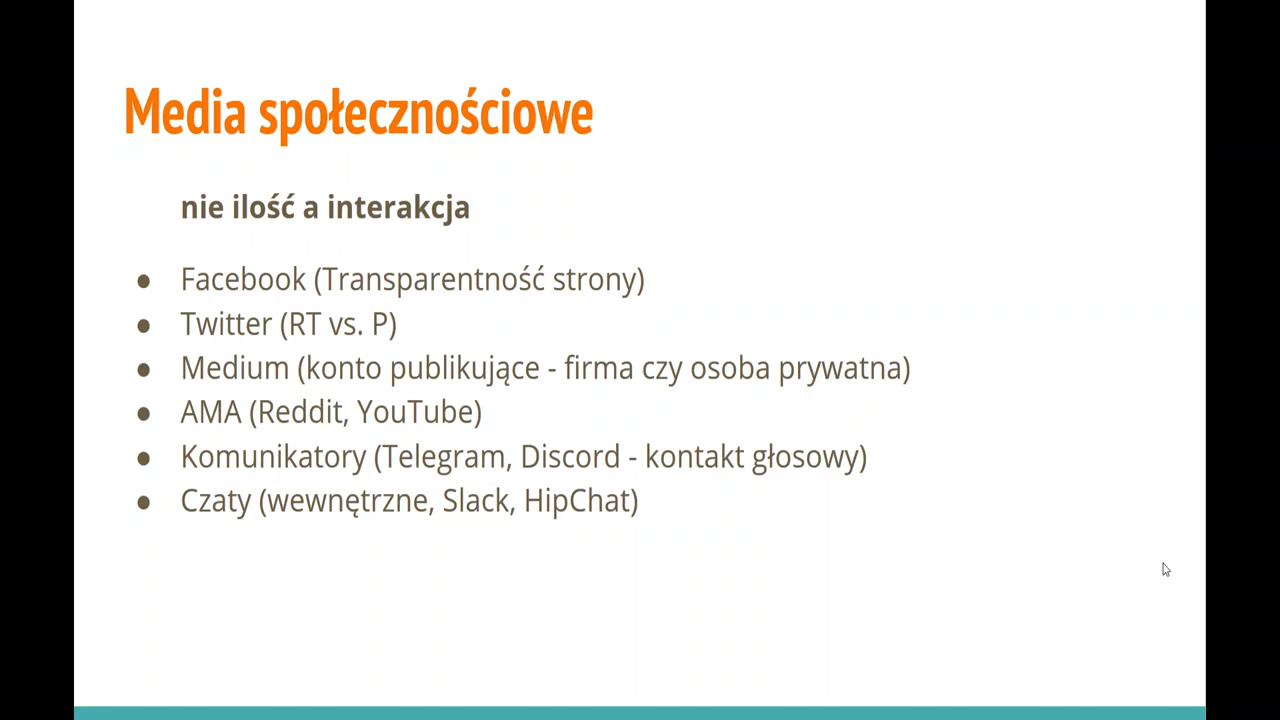 Media społecznościowe
nie ilość a interakcja
● Facebook (Transparentność strony)
● Twitter (RT vs. P)
● Medium (konto publikujące - firma czy osoba prywatna)
● AMA (Reddit, YouTube)
● Komunikatory (Telegram, Discord - kontakt głosowy)
● Czaty (wewnętrzne, Slack, HipChat)